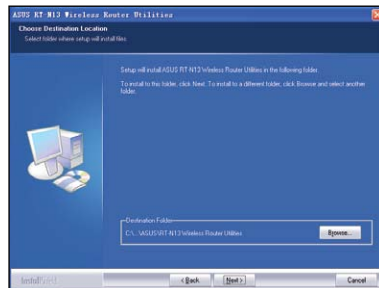 ASUS RT-N13 Wireless Router Utilities
Choose Destination Location
Select folder where setup will install files.
Setup will install ASUS RT-N13 Wireless Router Utilities in the following folder.
To install to this folder, click Next. To install to a different folder, click Browse and select another
folder.
Destination Folder
C:\...\ASUS\RT-N13 Wireless Router Utilities
Browse...
InstallShield
< Back
Next >
Cancel